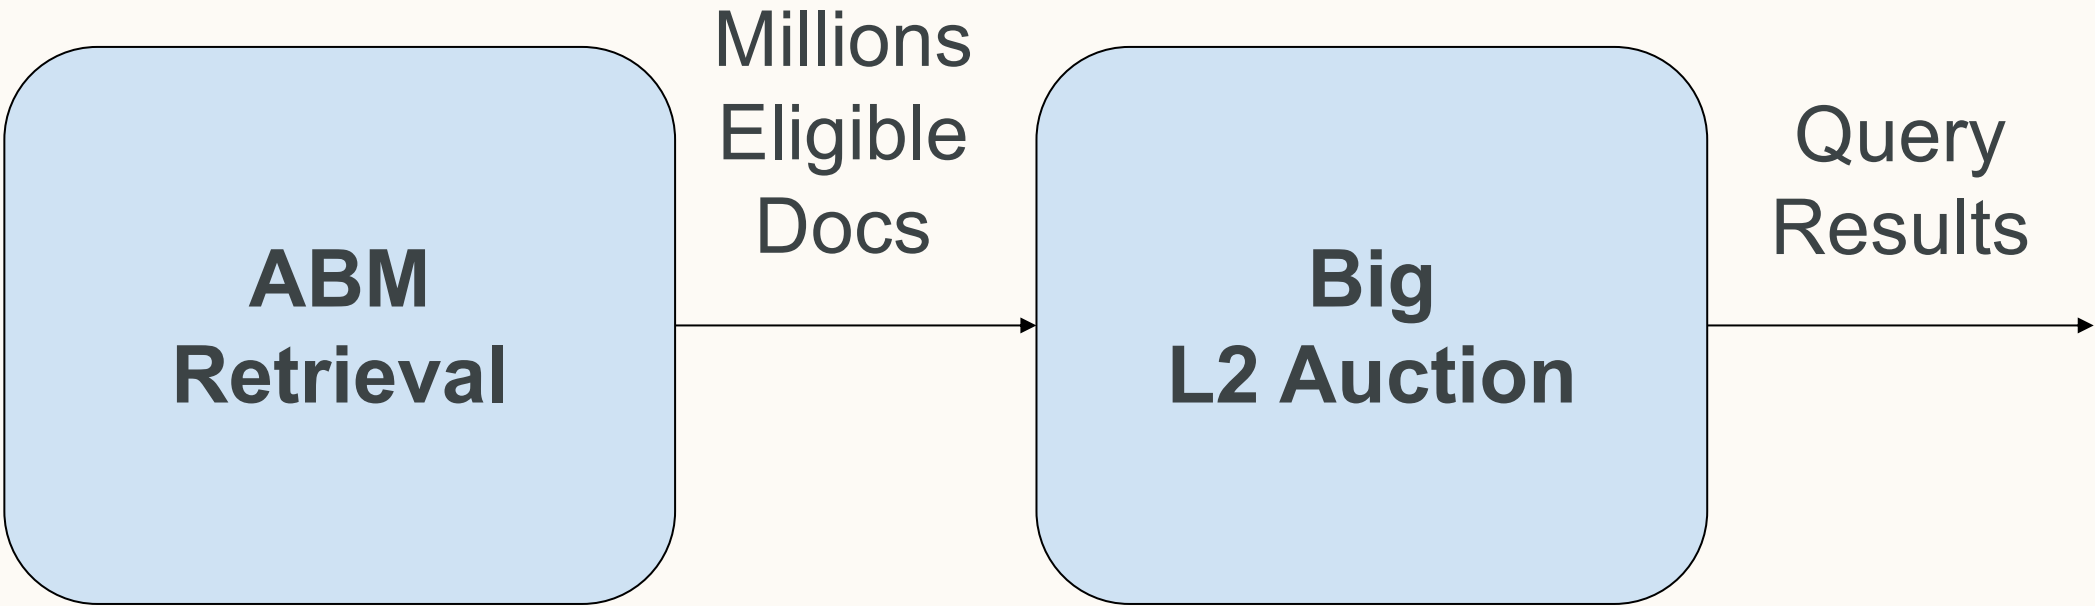 ABM
Retrieval
Millions
Eligible
Docs
Big
L2 Auction
Query
Results